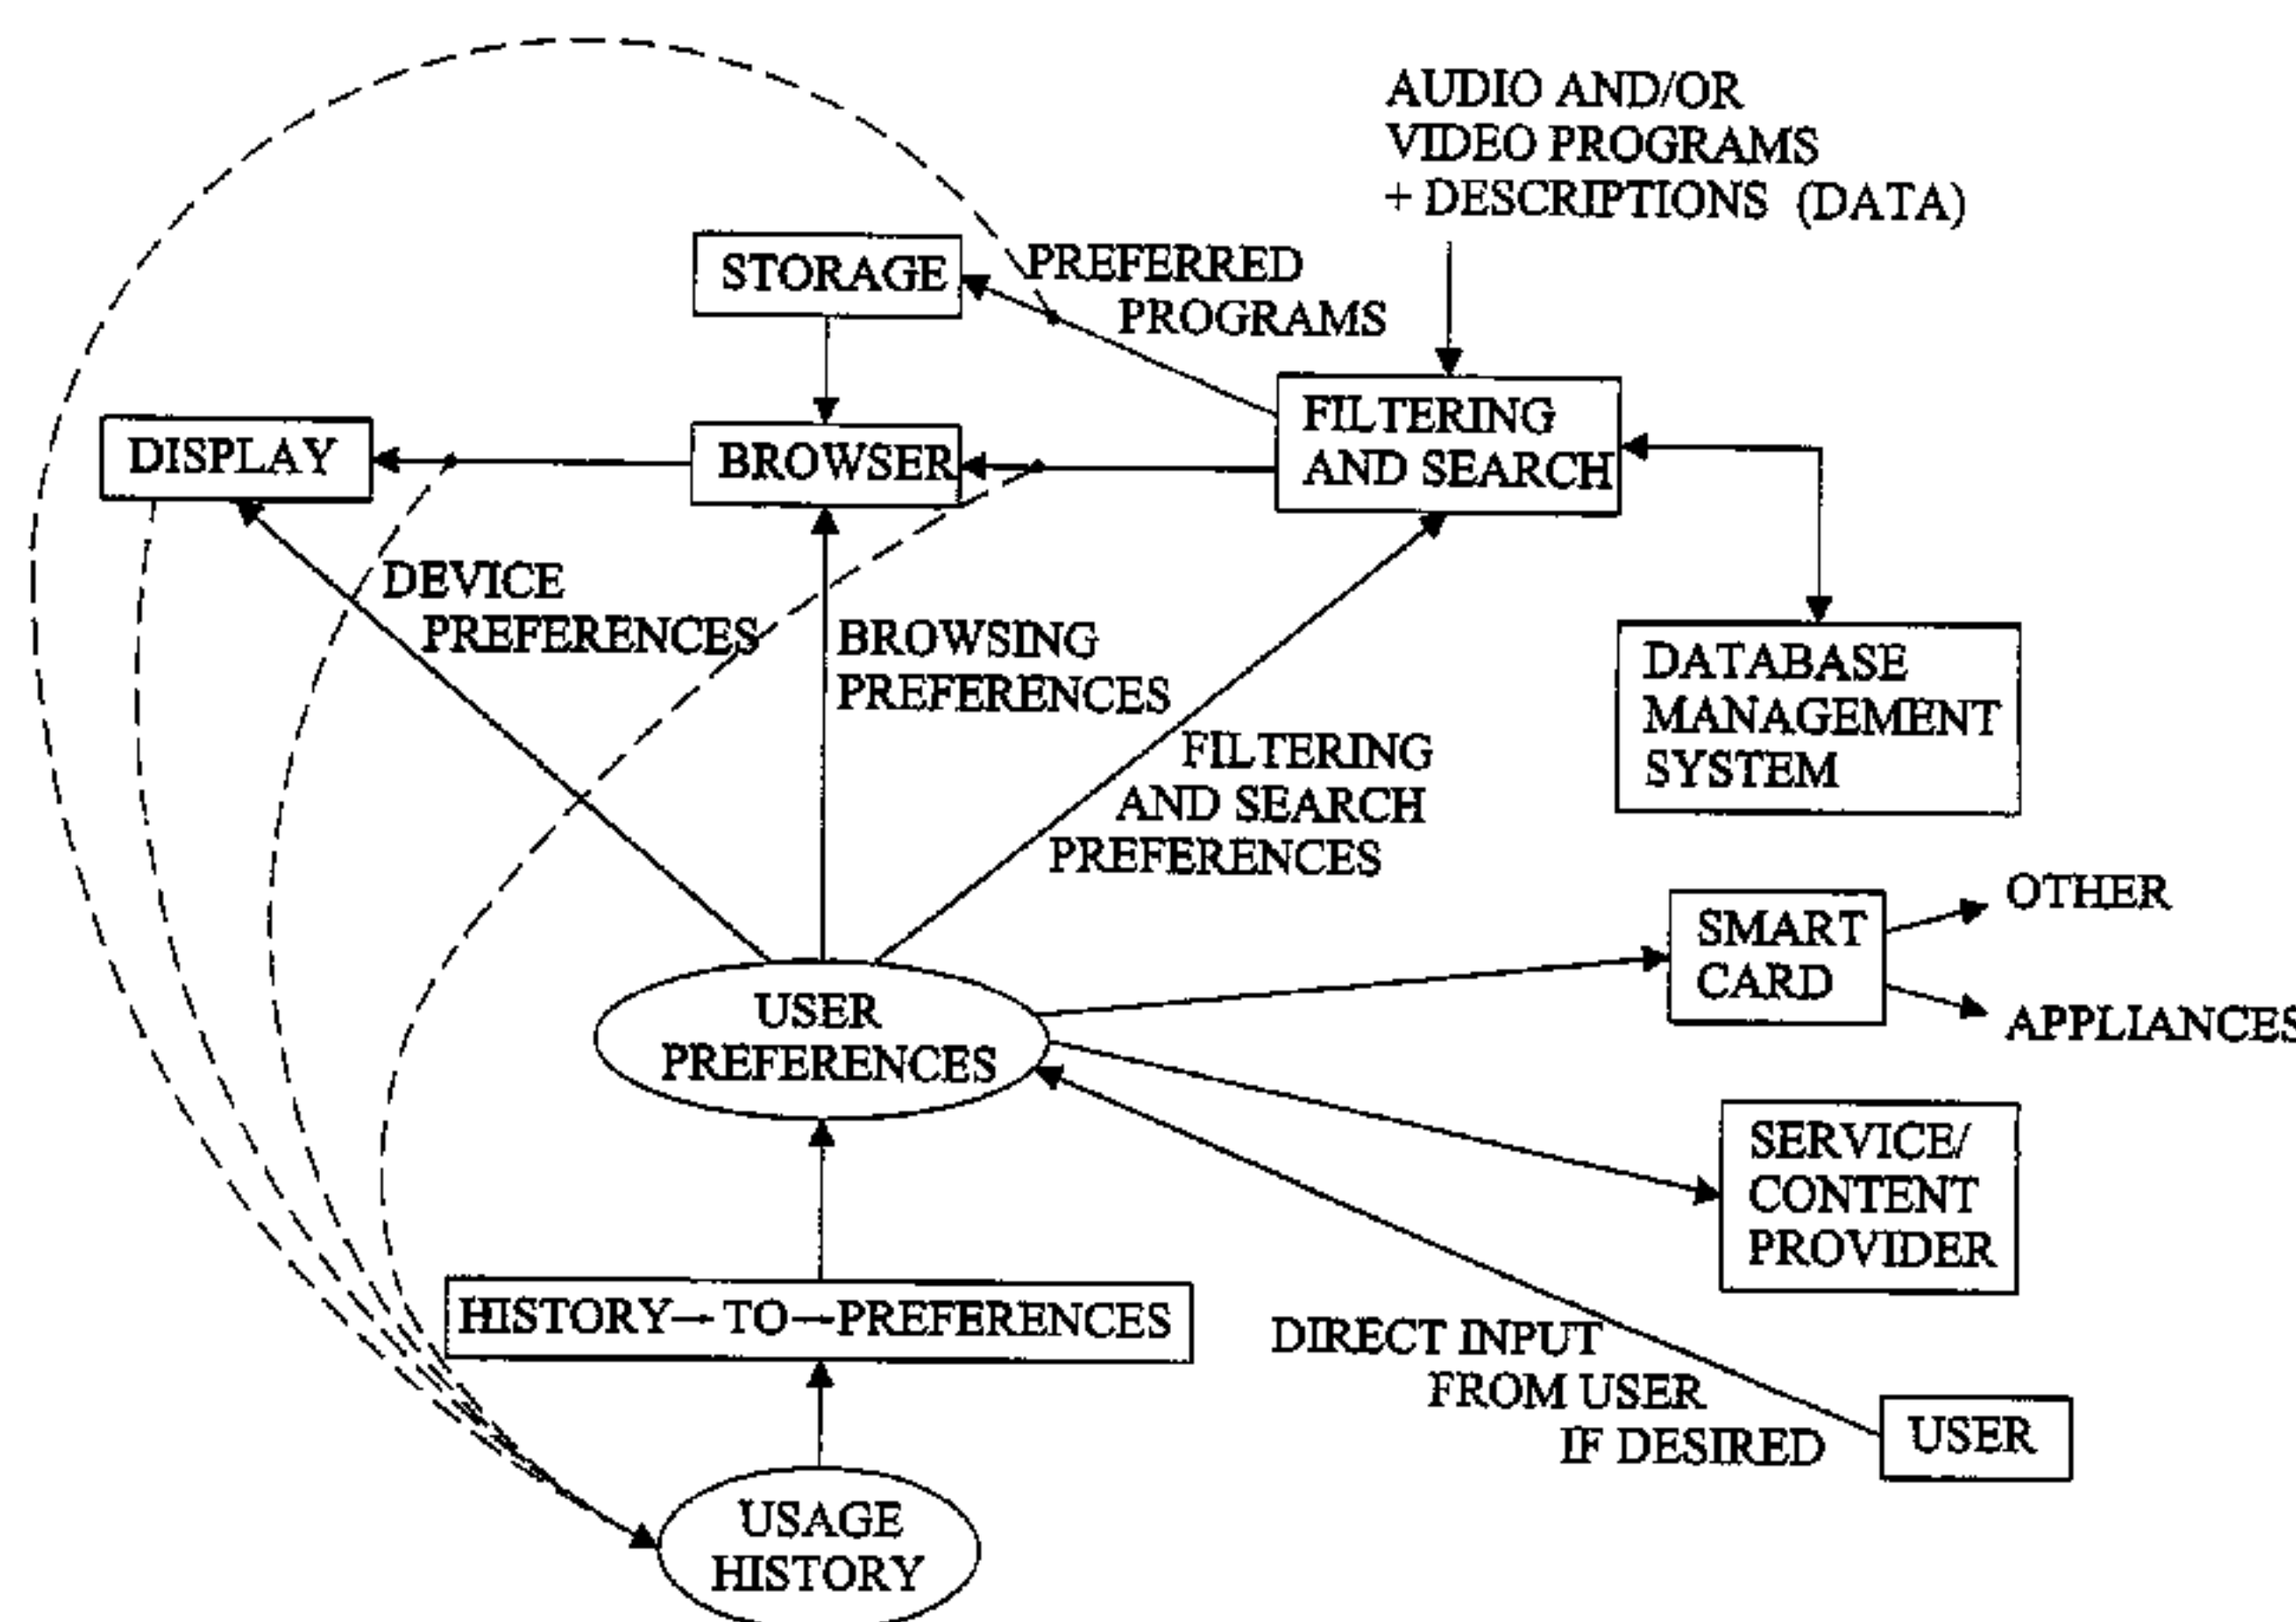 AUDIO AND/OR
VIDEO PROGRAMS
+ DESCRIPTIONS (DATA)
STORAGE
PREFERRED
PROGRAMS
DISPLAY
BROWSER
FILTERING
AND SEARCH
DEVICE
PREFERENCES
BROWSING
PREFERENCES
FILTERING
AND SEARCH
PREFERENCES
DATABASE
MANAGEMENT
SYSTEM
SMART
CARD
OTHER
APPLIANCES
USER
PREFERENCES
SERVICE/
CONTENT
PROVIDER
HISTORY→TO→PREFERENCES
DIRECT INPUT
FROM USER
IF DESIRED
USER
USAGE
HISTORY